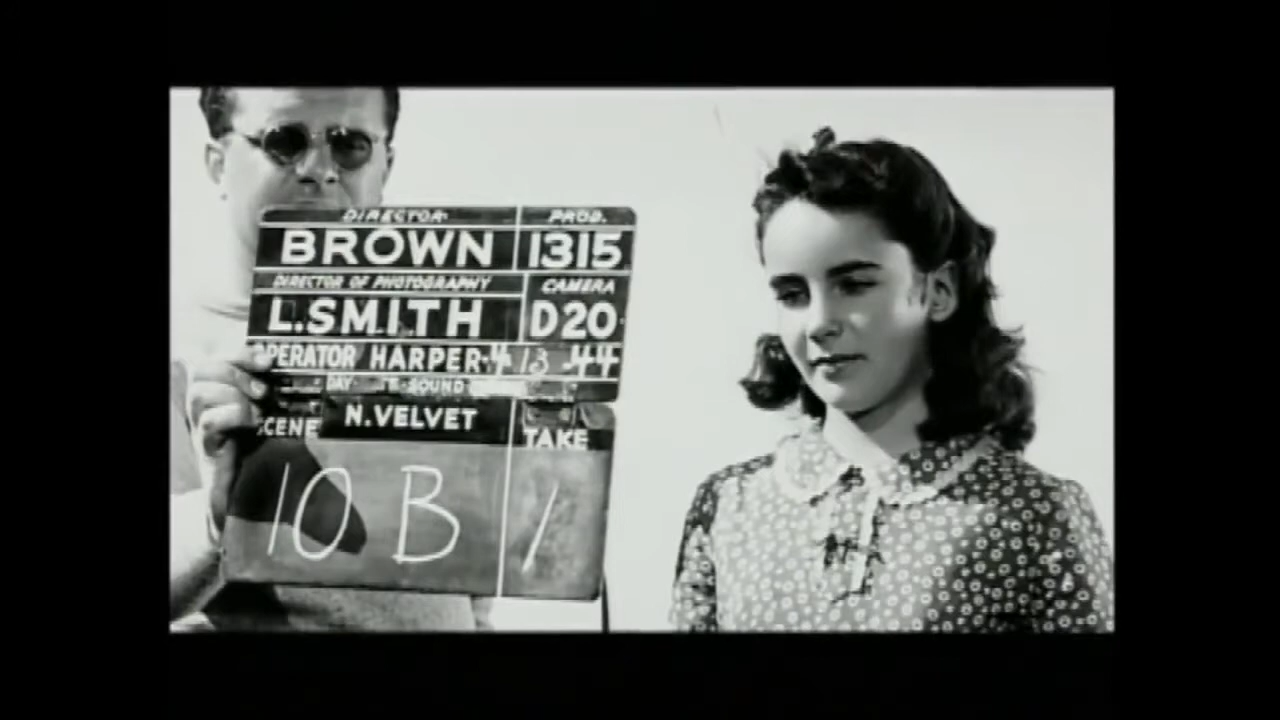 DIRECTOR PROD.
BROWN 1315
DIRECTOR OF PHOTOGRAPHY CAMERA
L.SMITH D20
OPERATOR HARPER-4 13 44
DAY SOUND
N.VELVET
SCENE TAKE
10 B 1